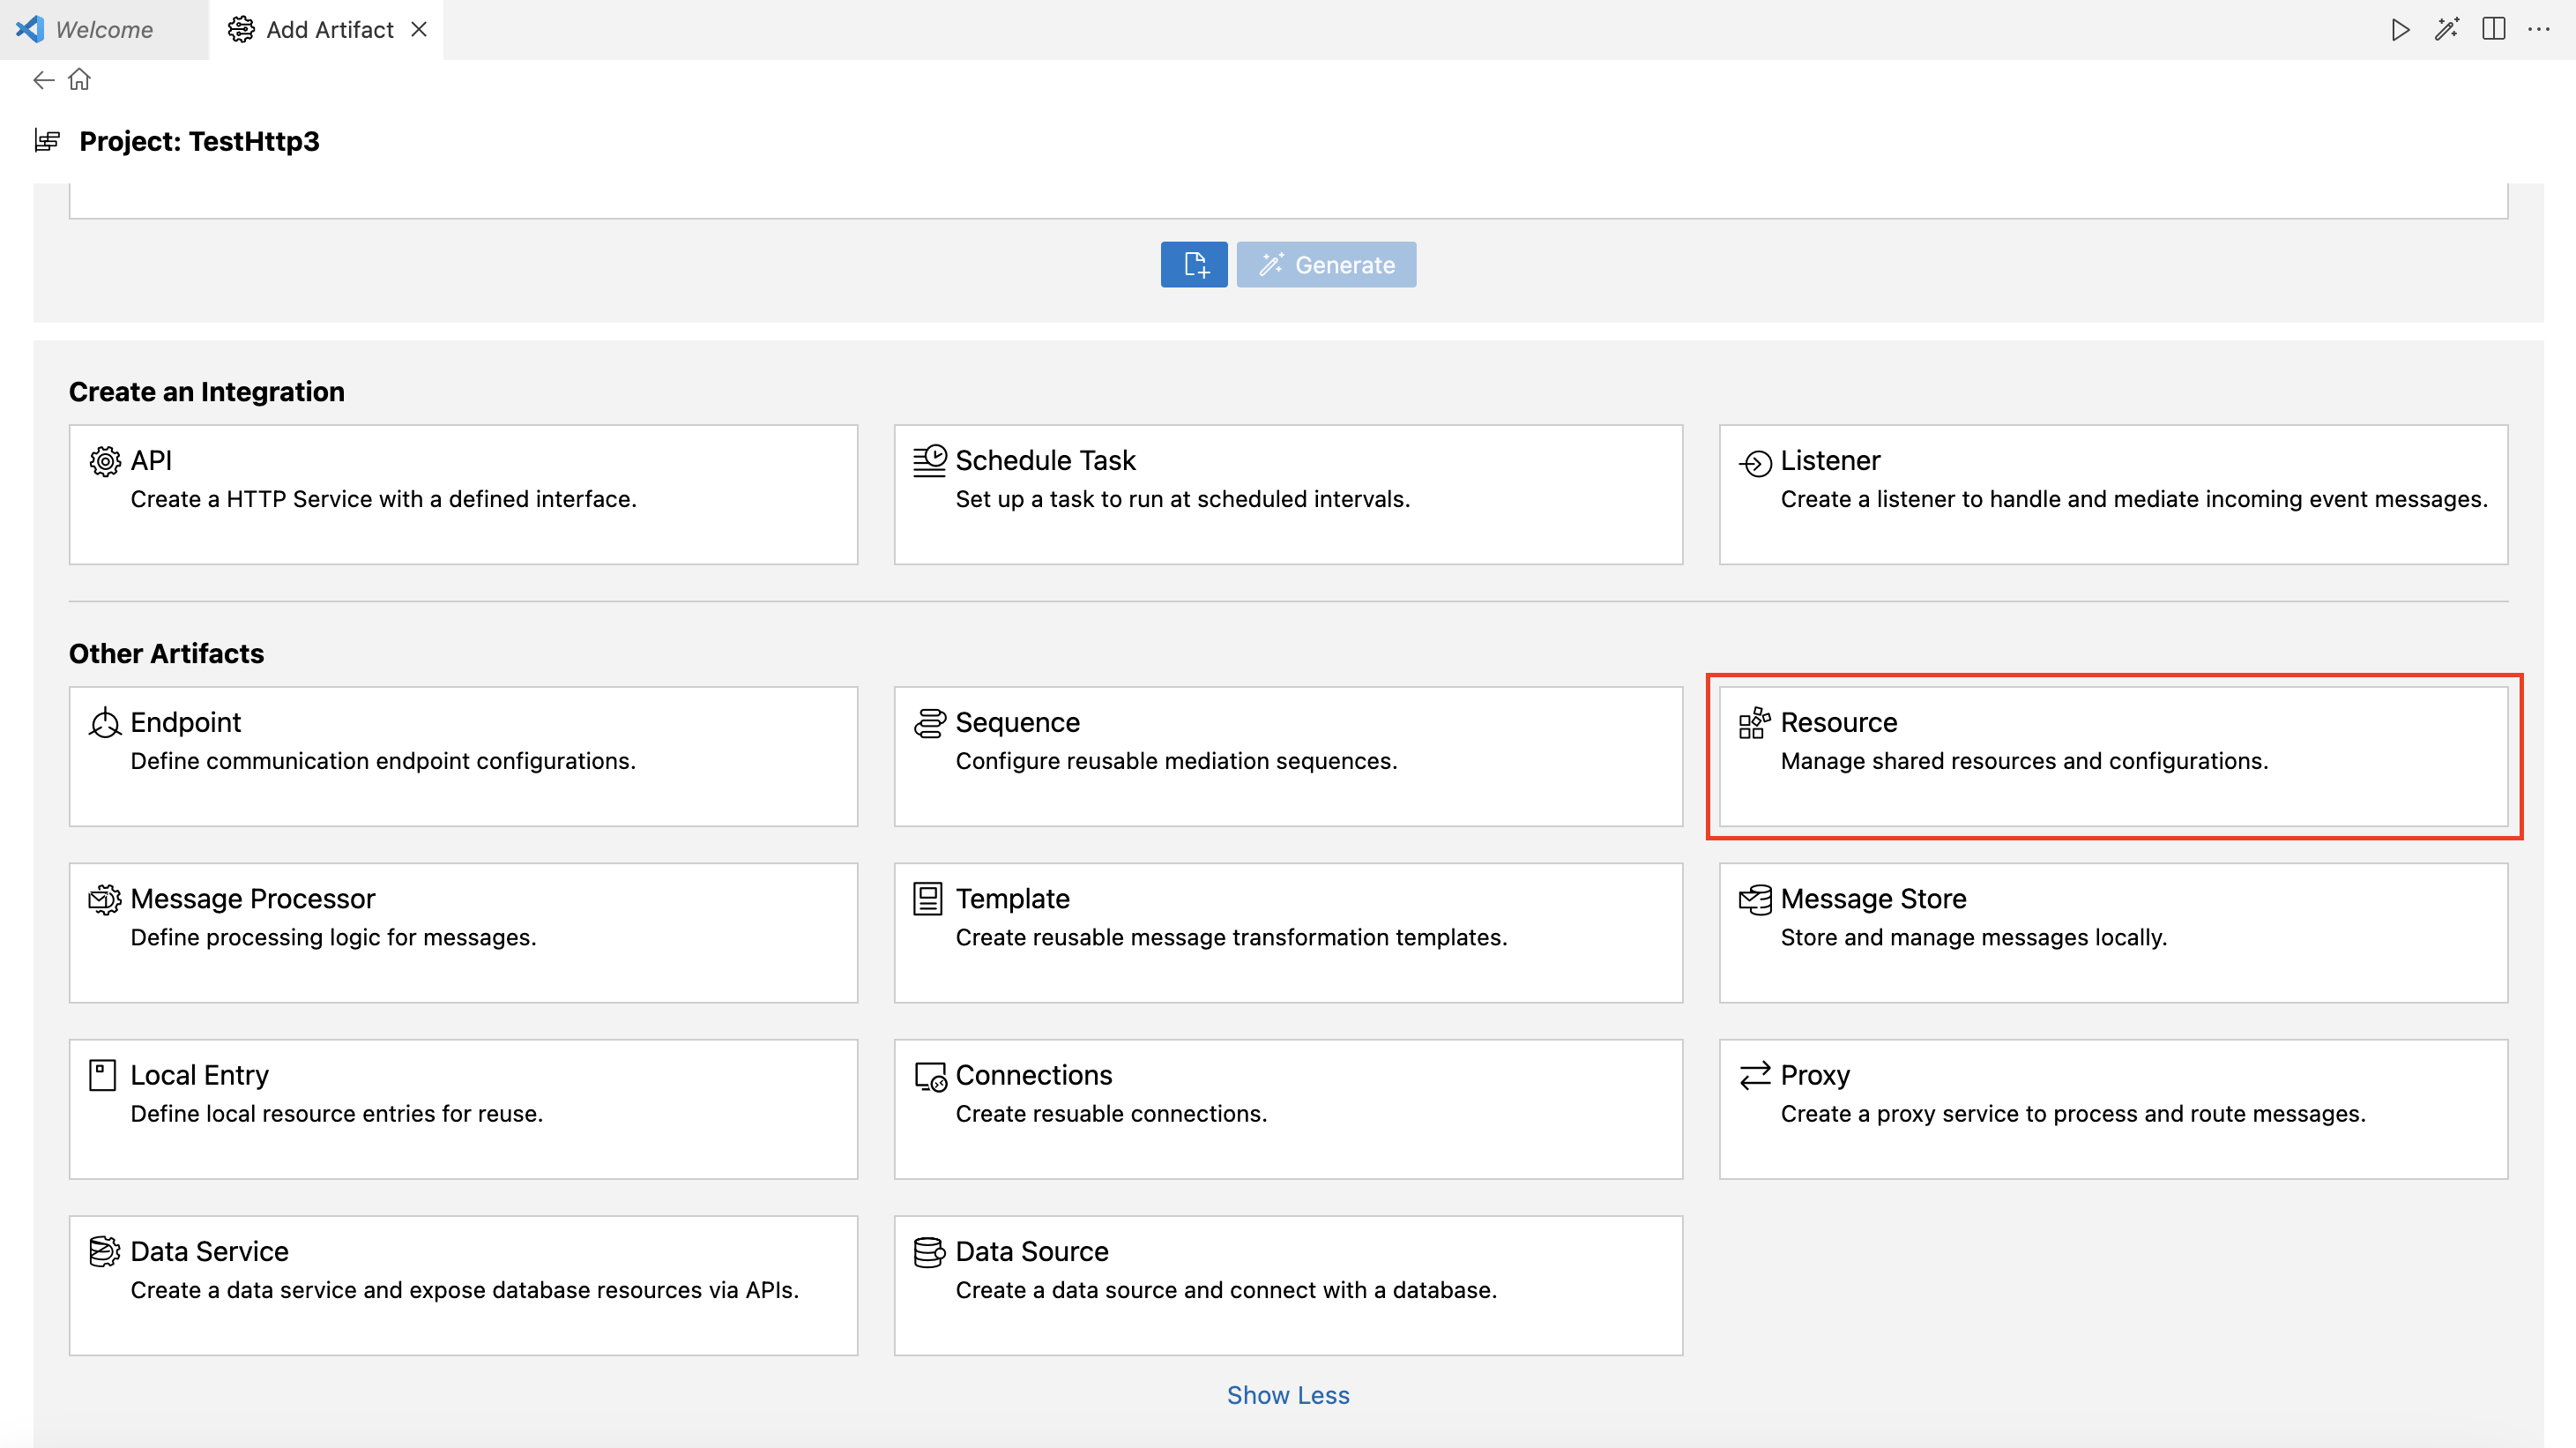 Welcome
Add Artifact
Project: TestHttp3
Generate
Create an Integration
API
Create a HTTP Service with a defined interface.
Schedule Task
Set up a task to run at scheduled intervals.
Listener
Create a listener to handle and mediate incoming event messages.
Other Artifacts
Endpoint
Define communication endpoint configurations.
Sequence
Configure reusable mediation sequences.
Resource
Manage shared resources and configurations.
Message Processor
Define processing logic for messages.
Template
Create reusable message transformation templates.
Message Store
Store and manage messages locally.
Local Entry
Define local resource entries for reuse.
Connections
Create resuable connections.
Proxy
Create a proxy service to process and route messages.
Data Service
Create a data service and expose database resources via APIs.
Data Source
Create a data source and connect with a database.
Show Less